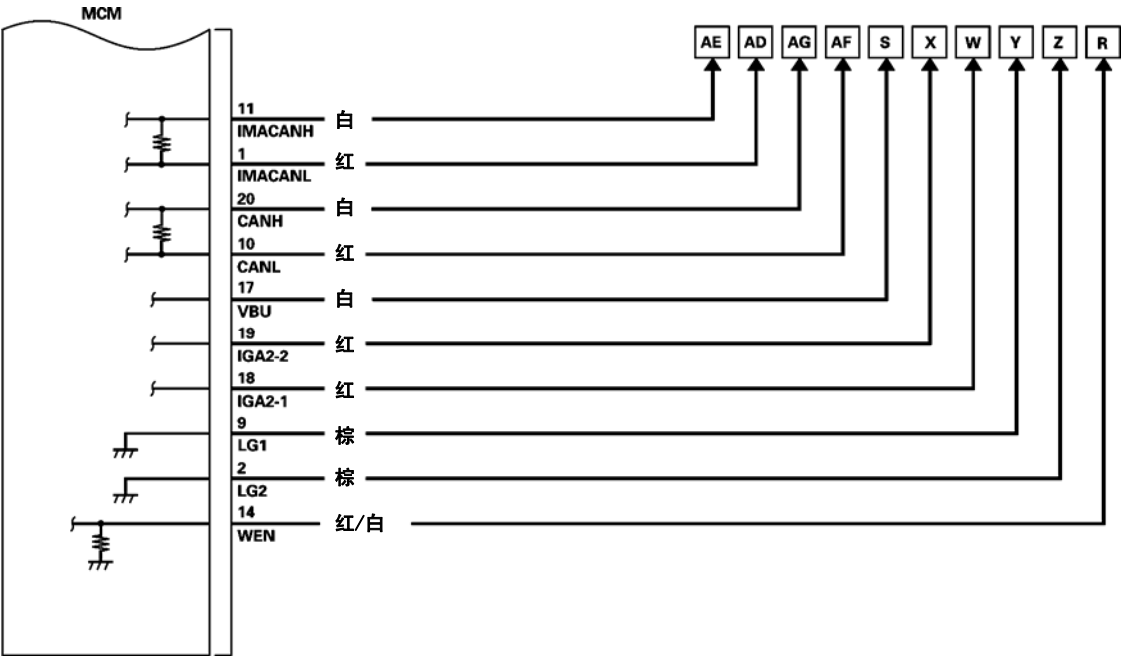 MCM
AE AD AG AF S X W Y Z R
11 白
IMACANH
1 红
IMACANL
20 白
CANH
10 红
CANL
17 白
VBU
19 红
IGA2-2
18 红
IGA2-1
9 棕
LG1
2 棕
LG2
14 红/白
WEN